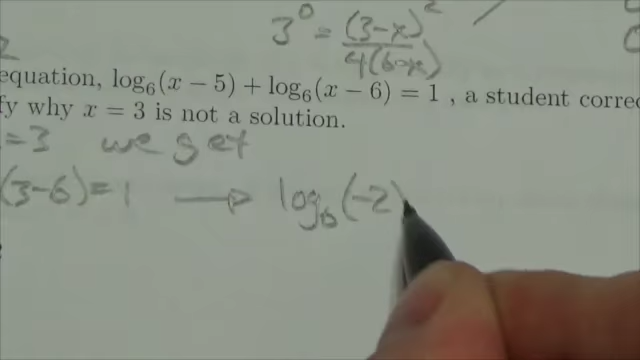 3⁰ = (3-x)² / 4(60+x)
equation, log₆(x − 5) + log₆(x − 6) = 1 , a student correc
fy why x = 3 is not a solution.
=3 we get
(3-6)=1 → log₆(-2)